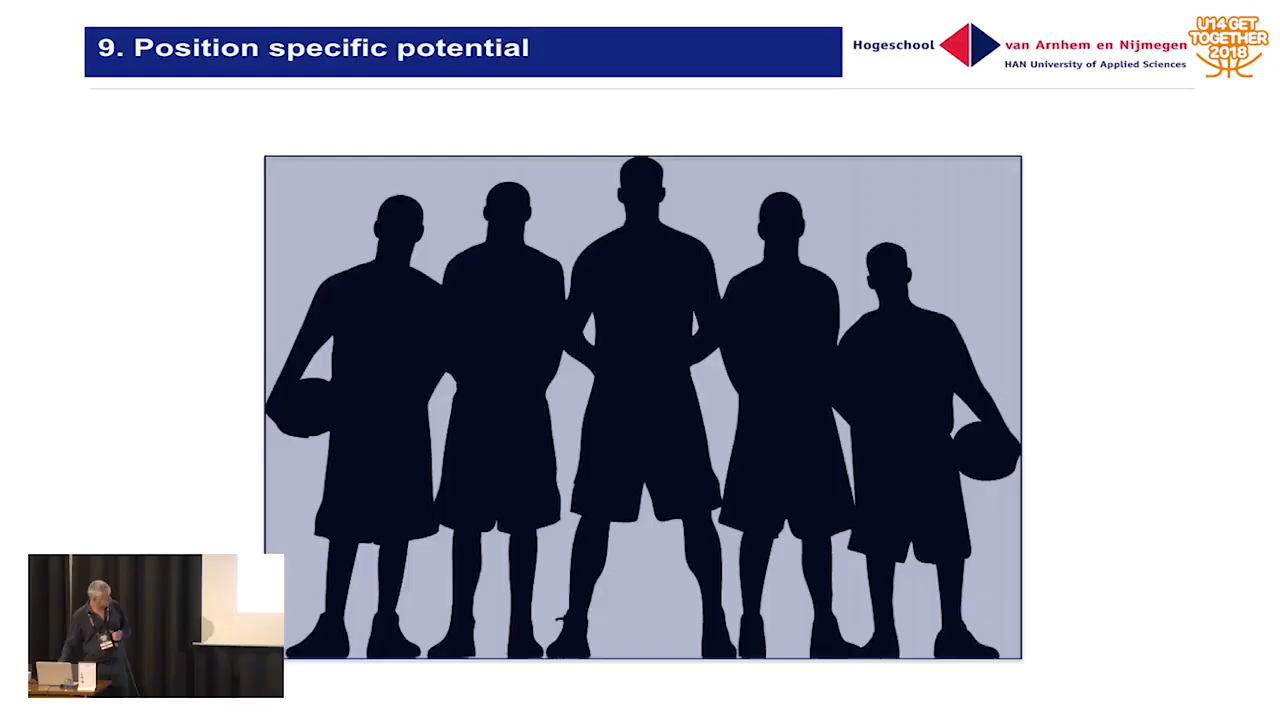 9. Position specific potential
Hogeschool van Arnhem en Nijmegen
HAN University of Applied Sciences
U14 GET
TOGETHER
2018